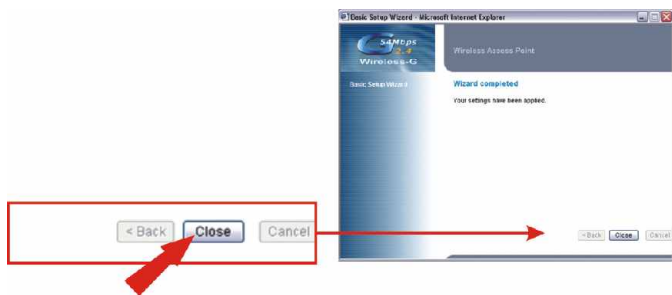 Basic Setup Wizard - Microsoft Internet Explorer
54Mbps
2.4
Wireless-G
Wireless Access Point
Basic Setup Wizard
Wizard completed
Your settings have been applied.
< Back Close Cancel
< Back Close Cancel